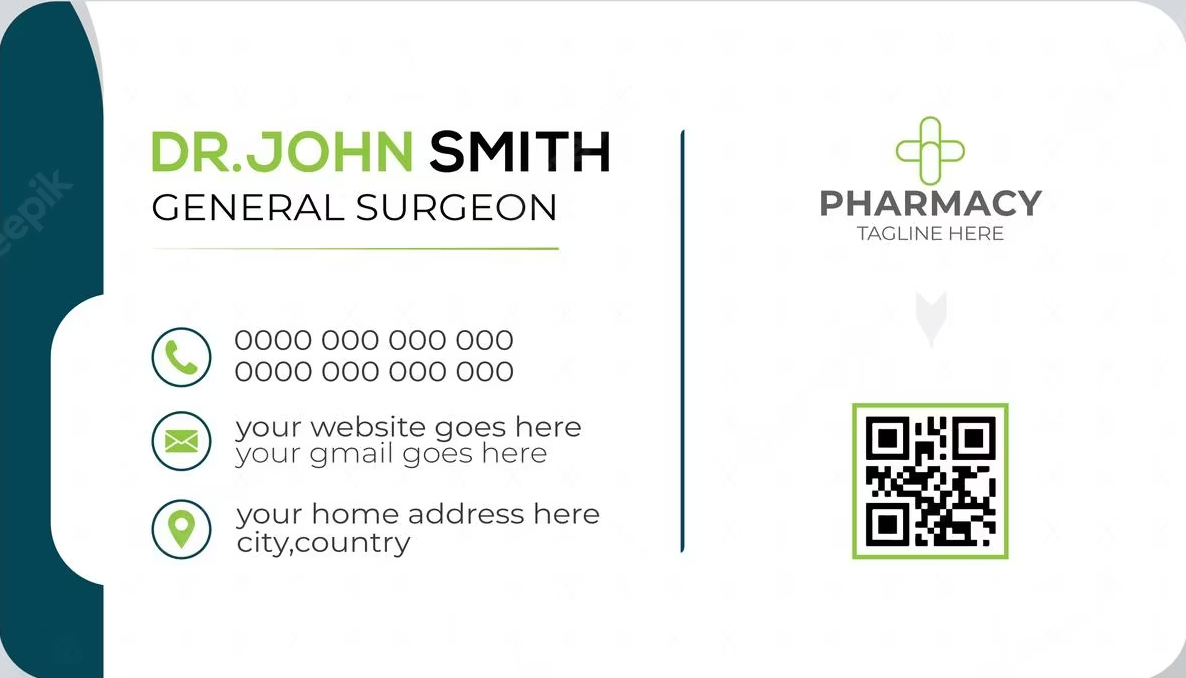 DR.JOHN SMITH
GENERAL SURGEON
0000 000 000 000
0000 000 000 000
your website goes here
your gmail goes here
your home address here
city,country
PHARMACY
TAGLINE HERE